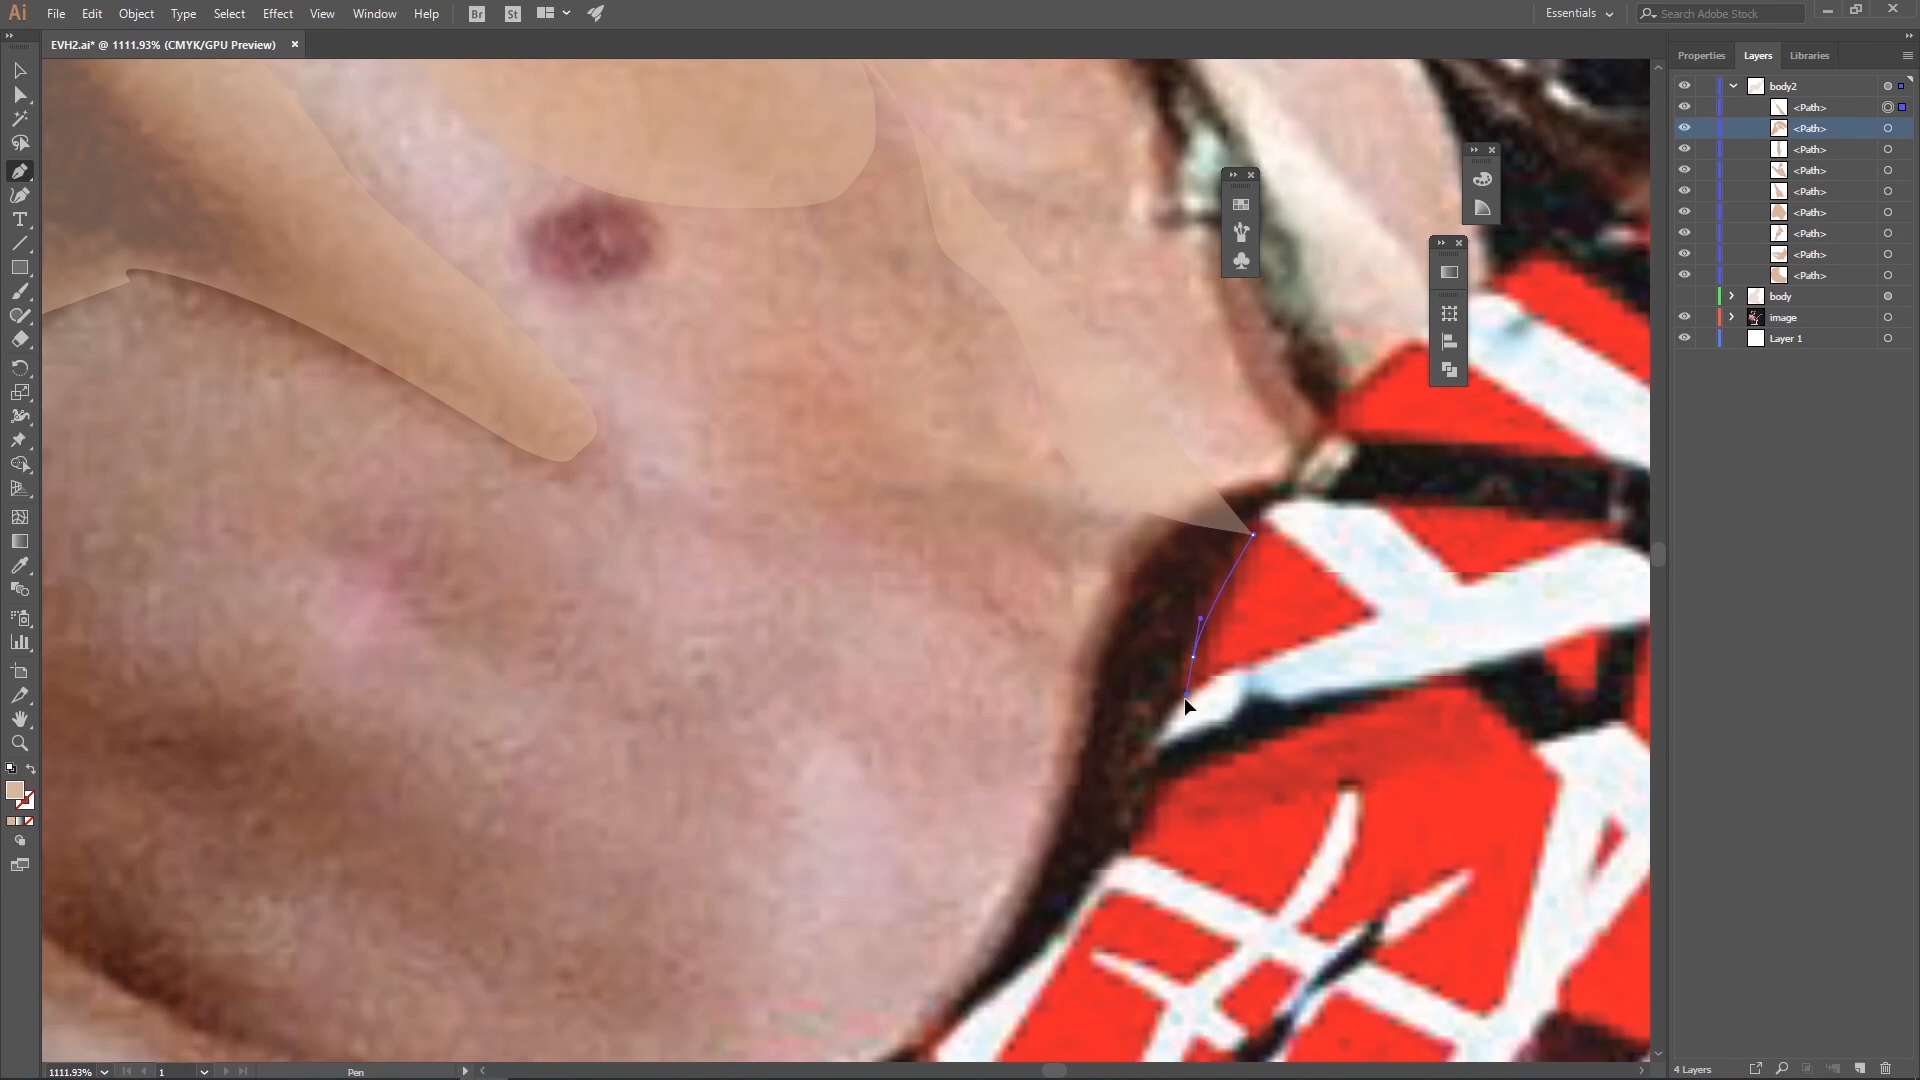 Ai File Edit Object Type Select Effect View Window Help Br St Essentials Search Adobe Stock
EVH2.ai* @ 1111.93% (CMYK/GPU Preview) ×
Properties Layers Libraries
body2
<Path>
<Path>
<Path>
<Path>
<Path>
<Path>
<Path>
<Path>
<Path>
body
image
Layer 1
1111.93% 1 Pen
4 Layers